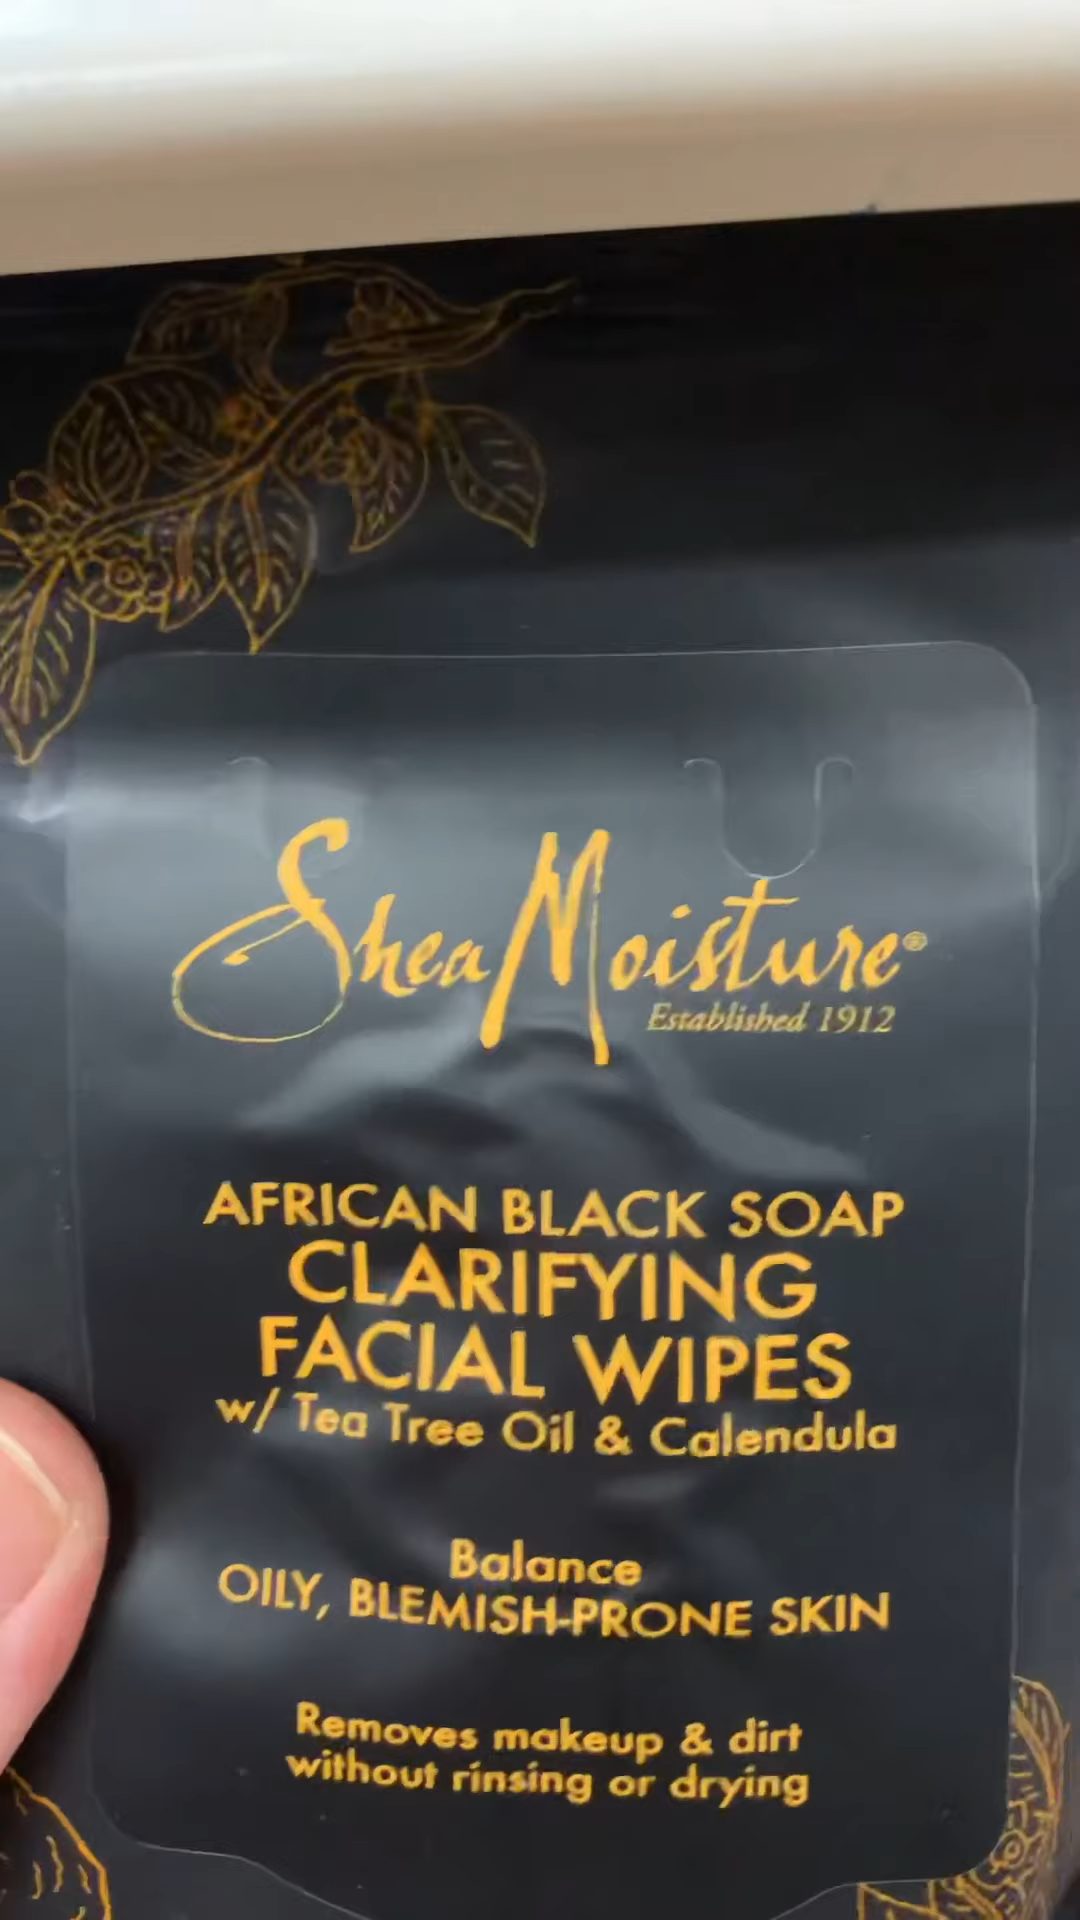 SheaMoisture®
Established 1912
AFRICAN BLACK SOAP
CLARIFYING
FACIAL WIPES
w/ Tea Tree Oil & Calendula
Balance
OILY, BLEMISH-PRONE SKIN
Removes makeup & dirt
without rinsing or drying